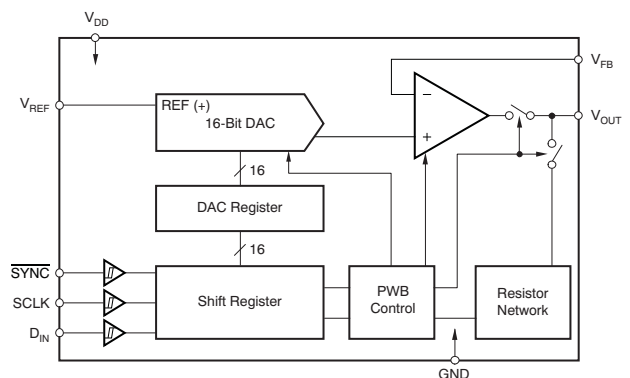 VDD
VFB
VREF
REF (+)
16-Bit DAC
−
+
VOUT
16
DAC Register
16
SYNC
SCLK
DIN
Shift Register
PWB
Control
Resistor
Network
GND